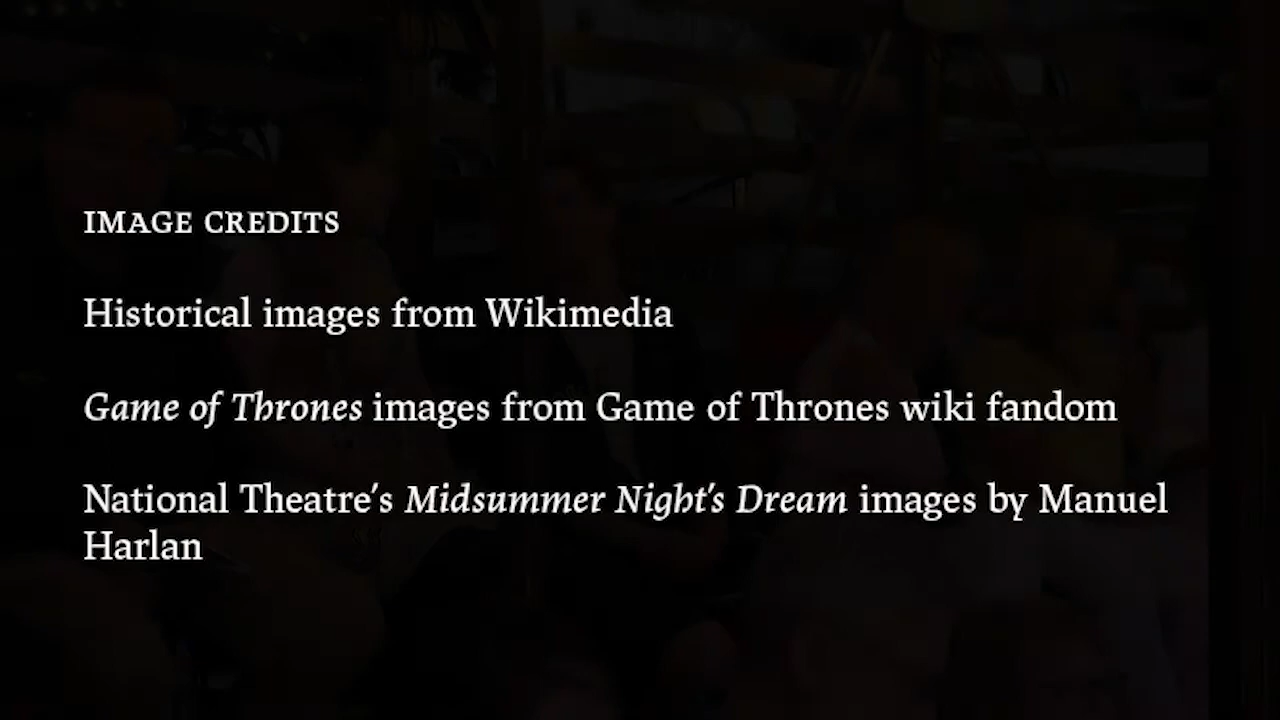 IMAGE CREDITS
Historical images from Wikimedia
Game of Thrones images from Game of Thrones wiki fandom
National Theatre's Midsummer Night's Dream images by Manuel
Harlan